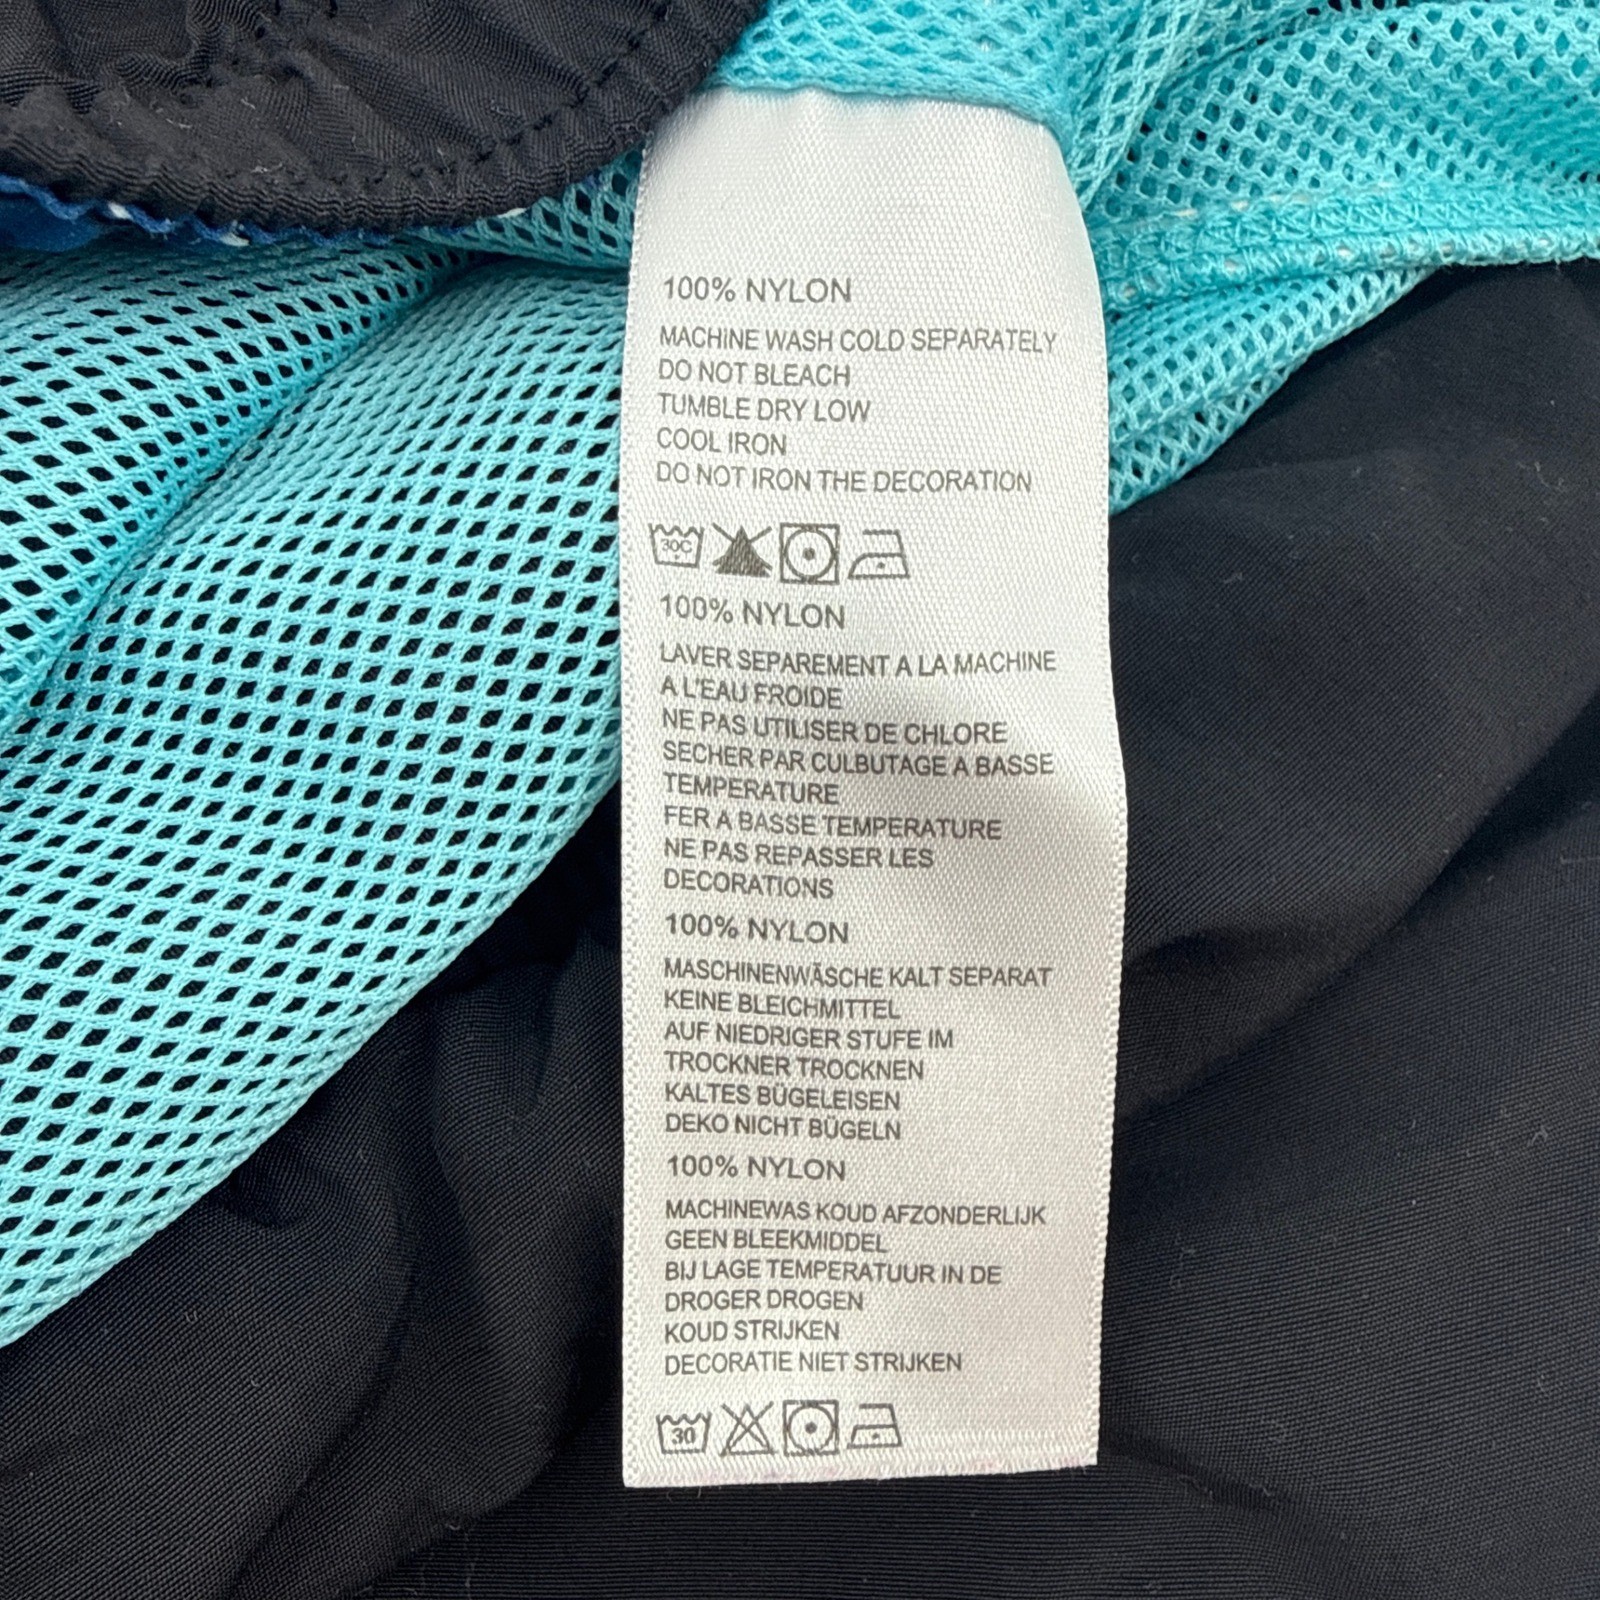 100% NYLON
MACHINE WASH COLD SEPARATELY
DO NOT BLEACH
TUMBLE DRY LOW
COOL IRON
DO NOT IRON THE DECORATION
30C
100% NYLON
LAVER SEPAREMENT A LA MACHINE
A L'EAU FROIDE
NE PAS UTILISER DE CHLORE
SECHER PAR CULBUTAGE A BASSE
TEMPERATURE
FER A BASSE TEMPERATURE
NE PAS REPASSER LES
DECORATIONS
100% NYLON
MASCHINENWÄSCHE KALT SEPARAT
KEINE BLEICHMITTEL
AUF NIEDRIGER STUFE IM
TROCKNER TROCKNEN
KALTES BÜGELEISEN
DEKO NICHT BÜGELN
100% NYLON
MACHINEWAS KOUD AFZONDERLIJK
GEEN BLEEKMIDDEL
BIJ LAGE TEMPERATUUR IN DE
DROGER DROGEN
KOUD STRIJKEN
DECORATIE NIET STRIJKEN
30